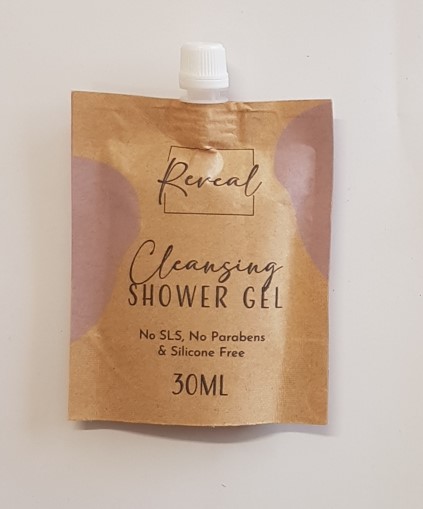 Reveal
Cleansing
SHOWER GEL
No SLS, No Parabens
& Silicone Free
30ML